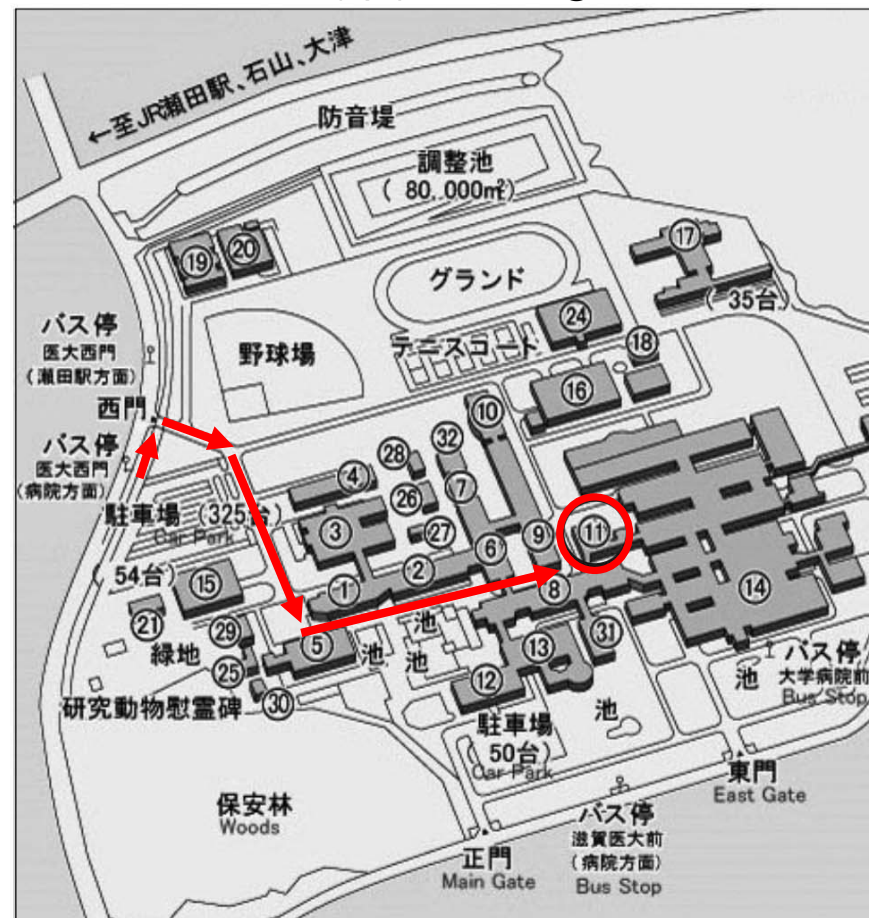 ←至JR瀬田駅、石山、大津
防音堤
調整池
( 80,000㎡)
⑰
⑲
⑳
グランド
( 35台)
バス停
医大西門
(瀬田駅方面)
野球場
㉔
テニスコート
⑱
⑯
西門
⑩
バス停
医大西門
(病院方面)
㉘
㉜
④
㉖
⑦
駐車場 (325台)
Car Park
③
㉗
⑨
⑪
⑥
54台)
②
①
⑧
⑮
⑭
㉑
㉙
⑤
池
池
池
⑬
㉛
緑地
㉕
バス停
大学病院前
Bus Stop
池
⑫
研究動物慰霊碑
㉚
池
駐車場
50台)
Car Park
東門
East Gate
保安林
Woods
バス停
滋賀医大前
(病院方面)
Bus Stop
正門
Main Gate